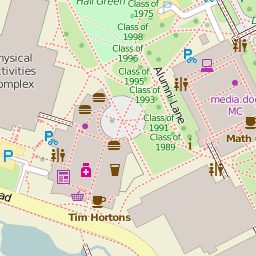 Hall Green
Class of
1975
Class of
1998
Class of
1996
Class of
1995
Class of
1993
Alumni Lane
Class of
1991
Class of
1989
hysical
ctivities
omplex
media.do
MC
Math
P
P
Tim Hortons
ad